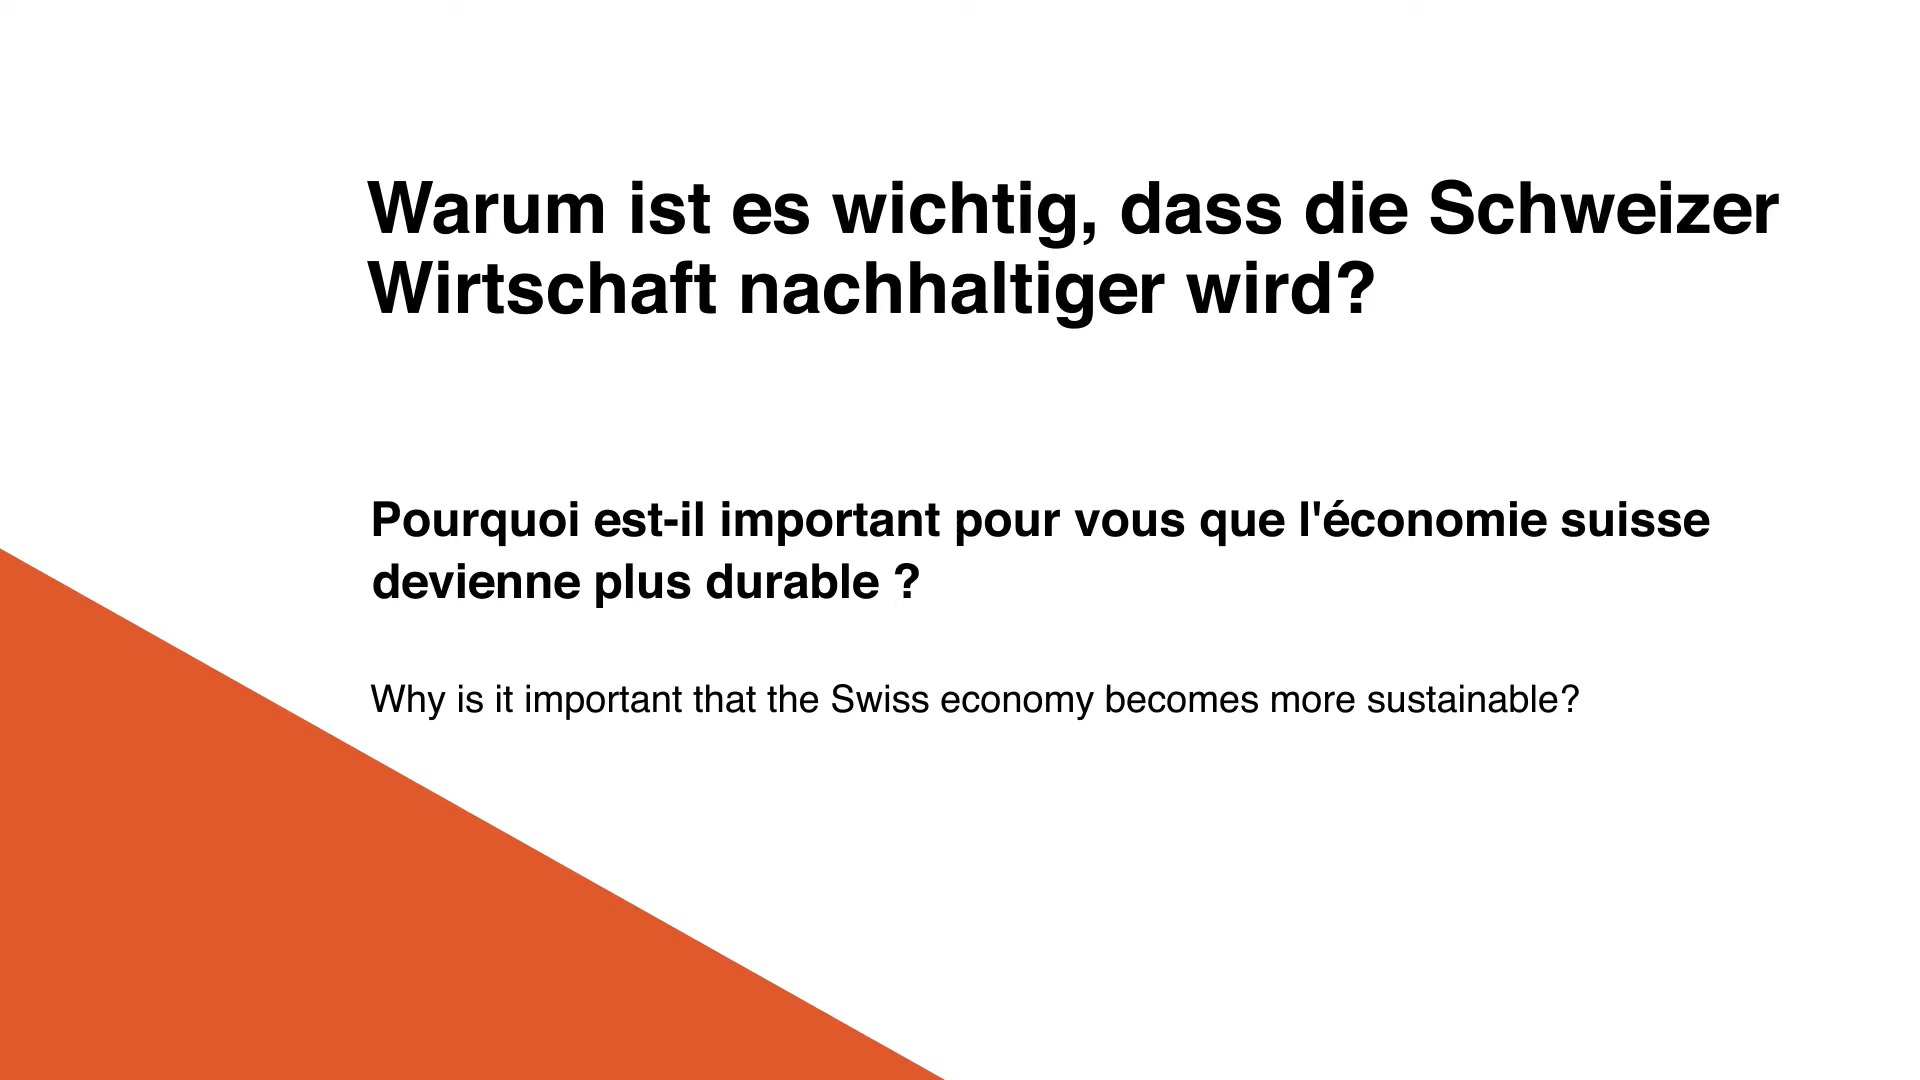 Warum ist es wichtig, dass die Schweizer
Wirtschaft nachhaltiger wird?
Pourquoi est-il important pour vous que l'économie suisse
devienne plus durable ?
Why is it important that the Swiss economy becomes more sustainable?